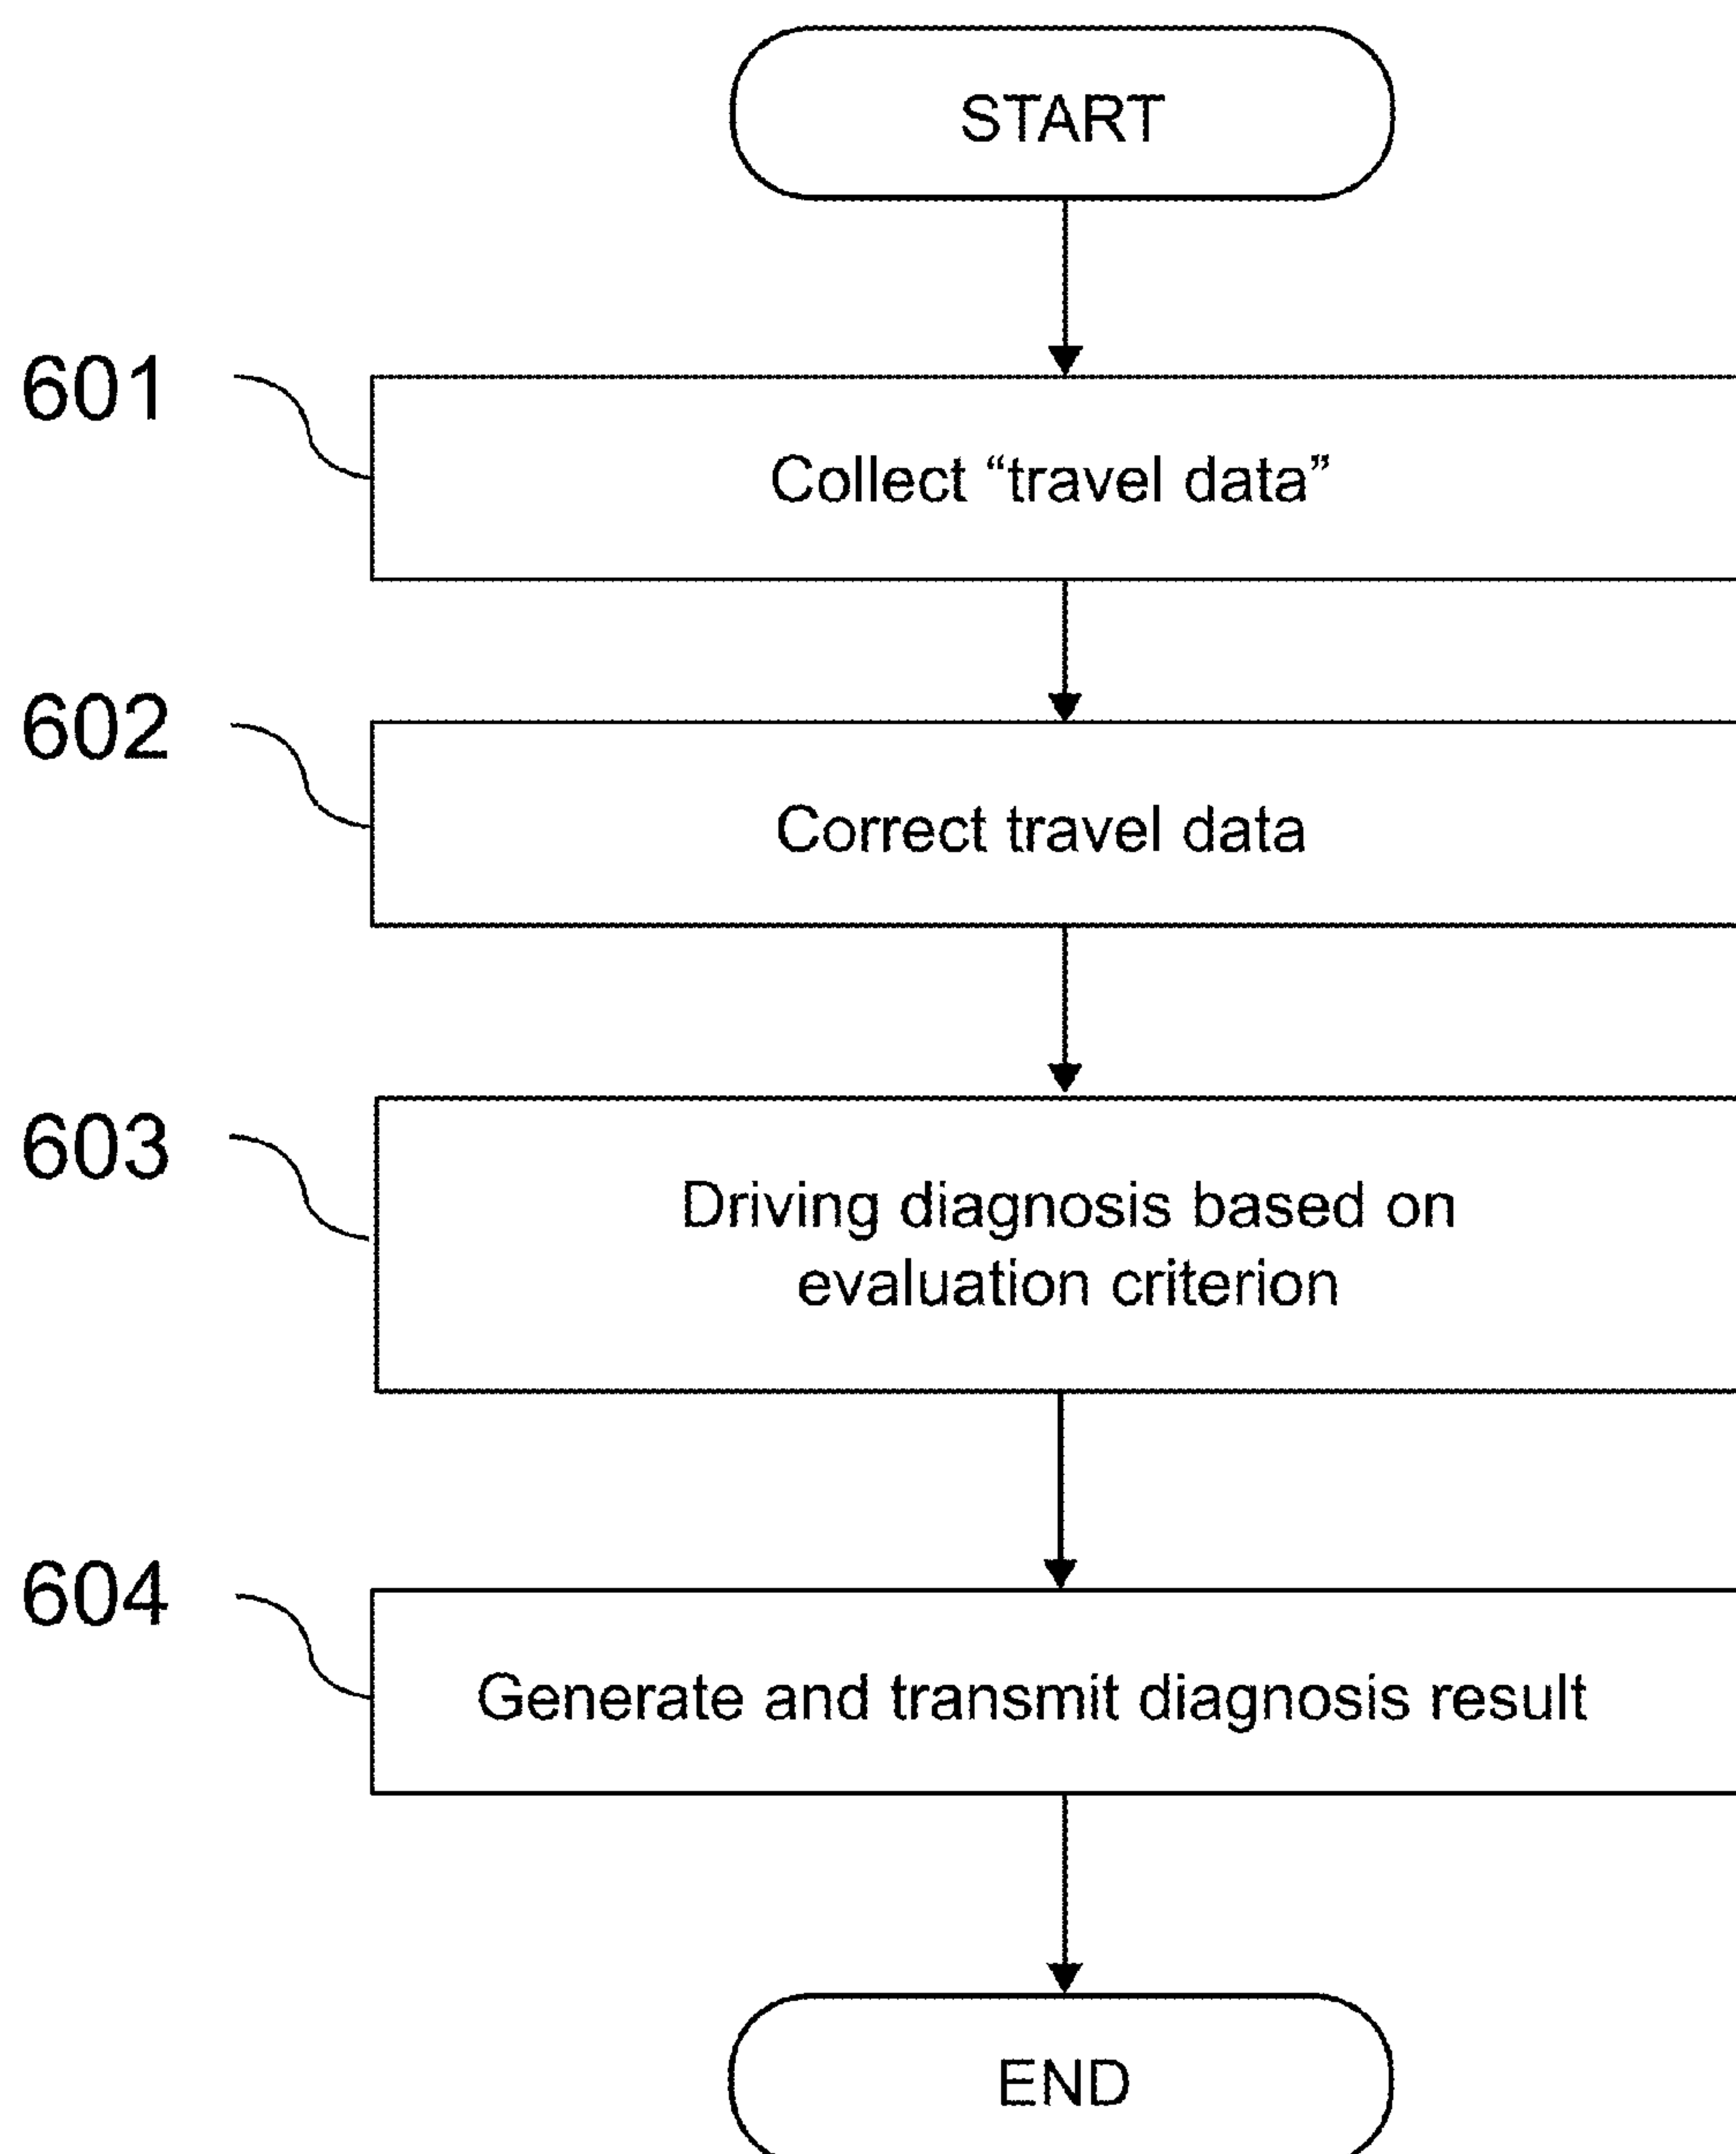 START
601
Collect “travel data”
602
Correct travel data
603
Driving diagnosis based on
evaluation criterion
604
Generate and transmit diagnosis result
END